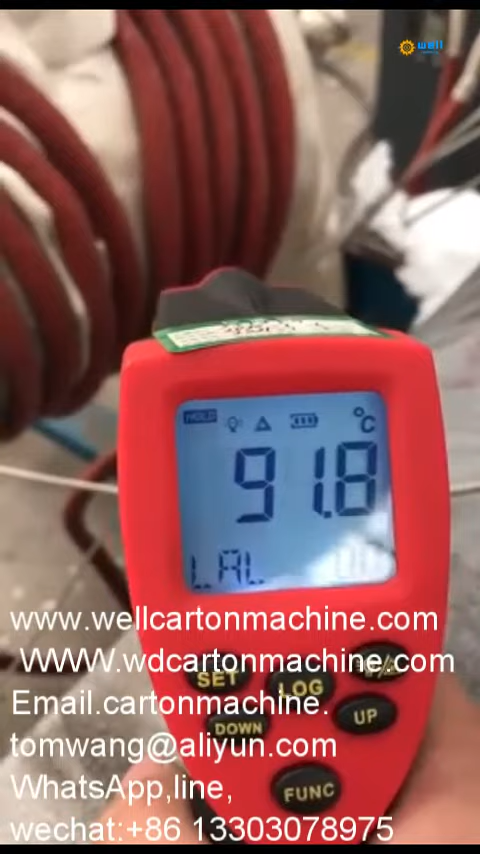 well
HOLD
°C
91.8
LAL
www.wellcartonmachine.com
WWW.wdcartonmachine.com
SET
LOG
Email.cartonmachine.
DOWN
UP
tomwang@aliyun.com
WhatsApp,line,
FUNC
wechat:+86 13303078975